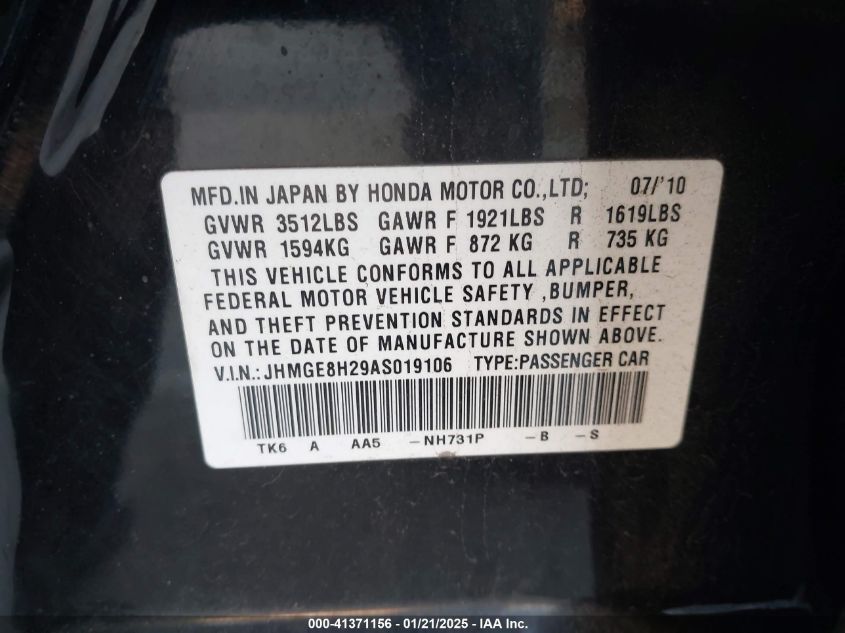 MFD.IN JAPAN BY HONDA MOTOR CO.,LTD; 07/'10
GVWR 3512LBS GAWR F 1921LBS R 1619LBS
GVWR 1594KG GAWR F 872 KG R 735 KG
THIS VEHICLE CONFORMS TO ALL APPLICABLE
FEDERAL MOTOR VEHICLE SAFETY ,BUMPER,
AND THEFT PREVENTION STANDARDS IN EFFECT
ON THE DATE OF MANUFACTURE SHOWN ABOVE.
V.I.N.: JHMGE8H29AS019106 TYPE:PASSENGER CAR
TK6 A AA5 -NH731P -B -S
000-41371156 - 01/21/2025 - IAAI, Inc.